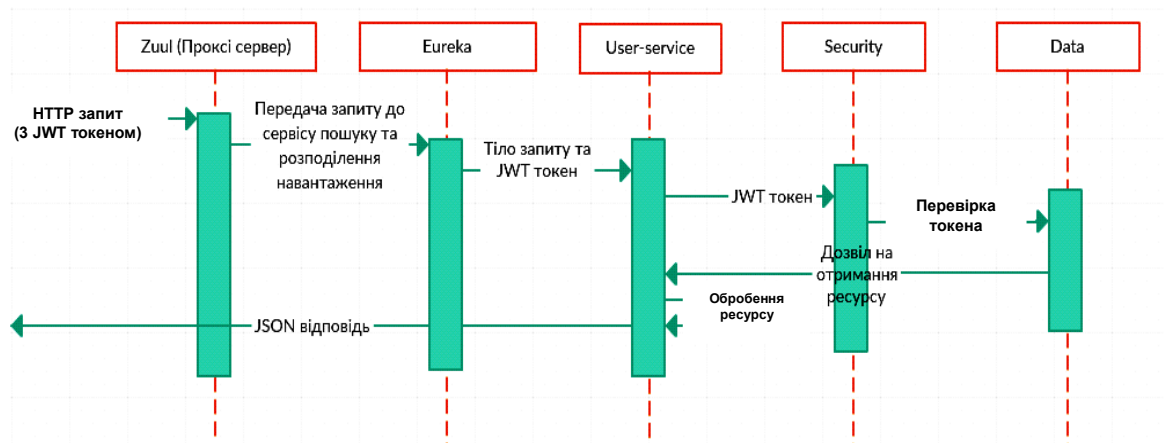 Zuul (Проксі сервер)
Eureka
User-service
Security
Data
HTTP запит
(З JWT токеном)
Передача запиту до
сервісу пошуку та
розподілення
навантаження
Тіло запиту та
JWT токен
JWT токен
Перевірка
токена
Дозвіл на
отримання
ресурсу
Обробення
ресурсу
JSON відповідь